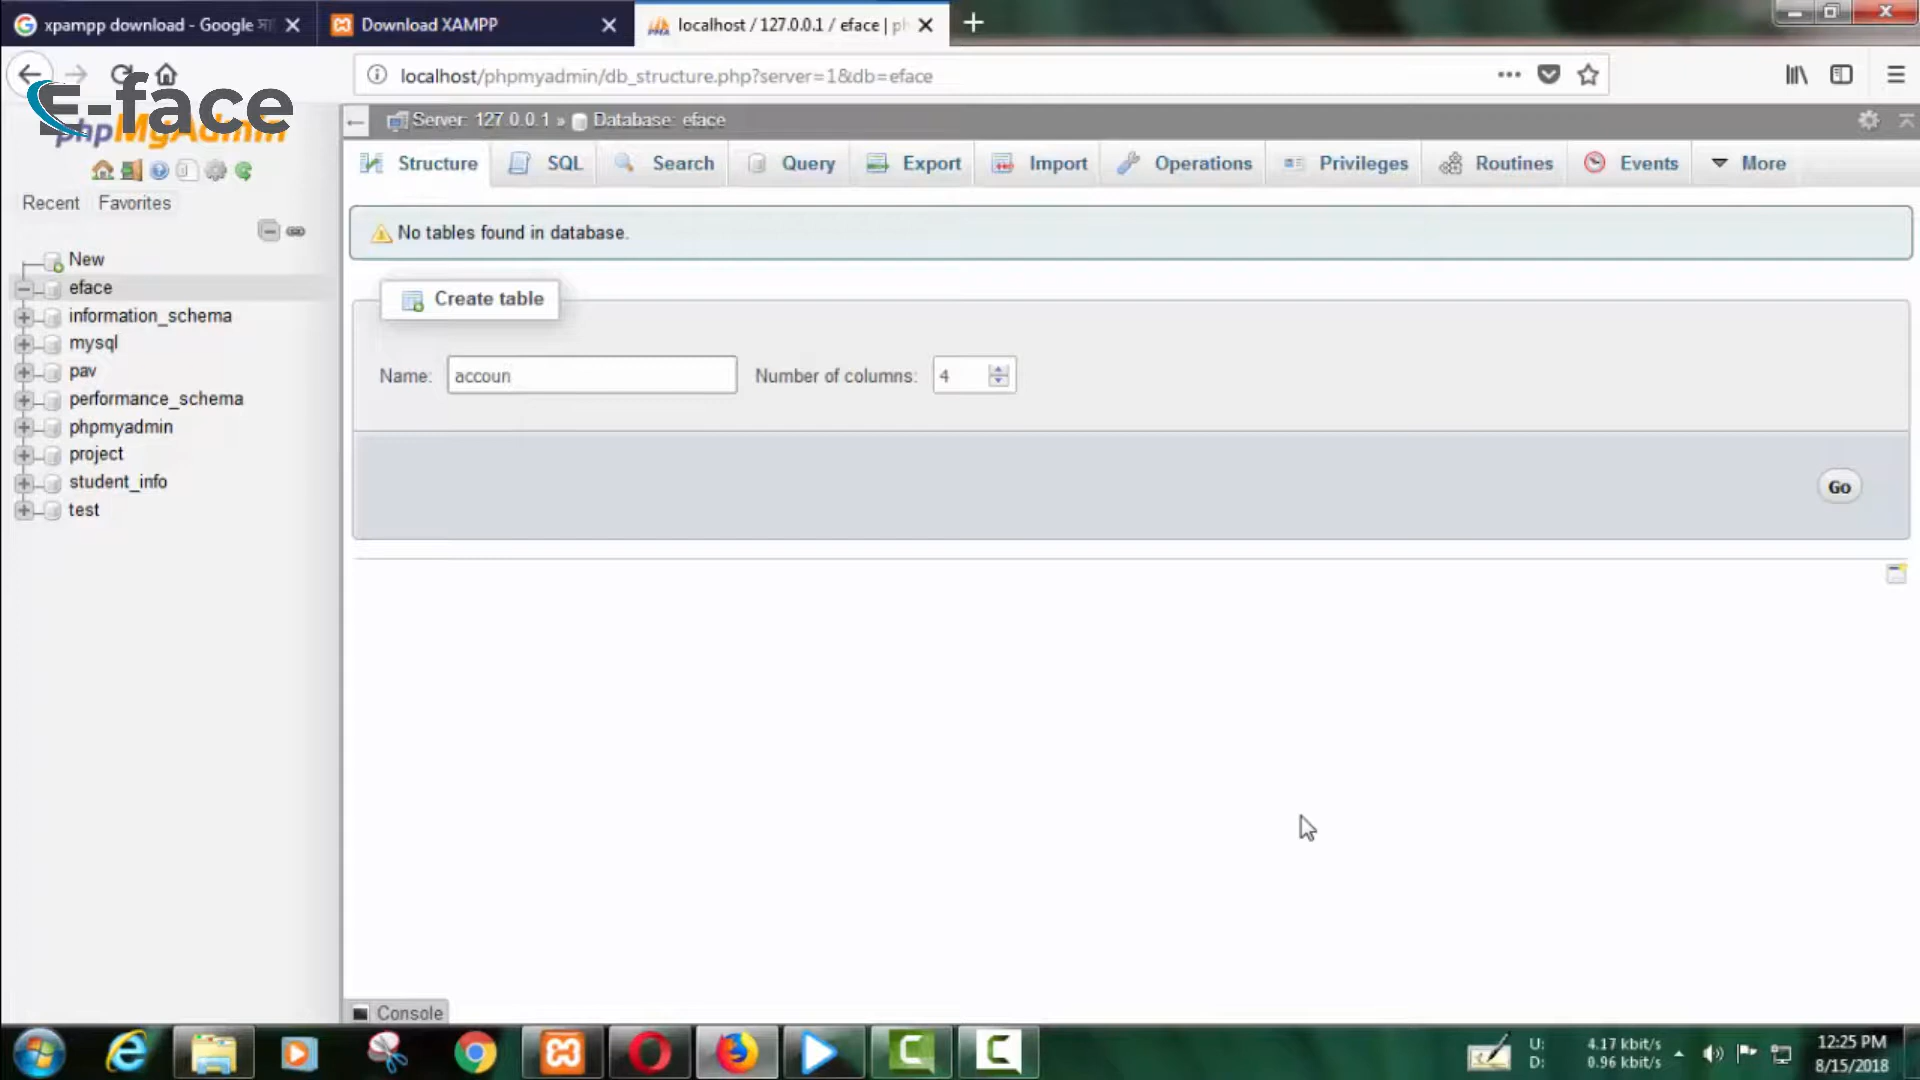 xpampp download - Google
Download XAMPP
localhost / 127.0.0.1 / eface | ph
localhost/phpmyadmin/db_structure.php?server=1&db=eface
E-face
phpMyAdmin
Server: 127.0.0.1 » Database: eface
Structure
SQL
Search
Query
Export
Import
Operations
Privileges
Routines
Events
More
Recent
Favorites
No tables found in database.
New
eface
information_schema
mysql
pav
performance_schema
phpmyadmin
project
student_info
test
Create table
Name: accoun
Number of columns: 4
Go
Console
U: 4.17 kbit/s
D: 0.96 kbit/s
12:25 PM
8/15/2018